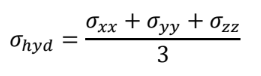 σ_hyd = (σ_xx + σ_yy + σ_zz) / 3